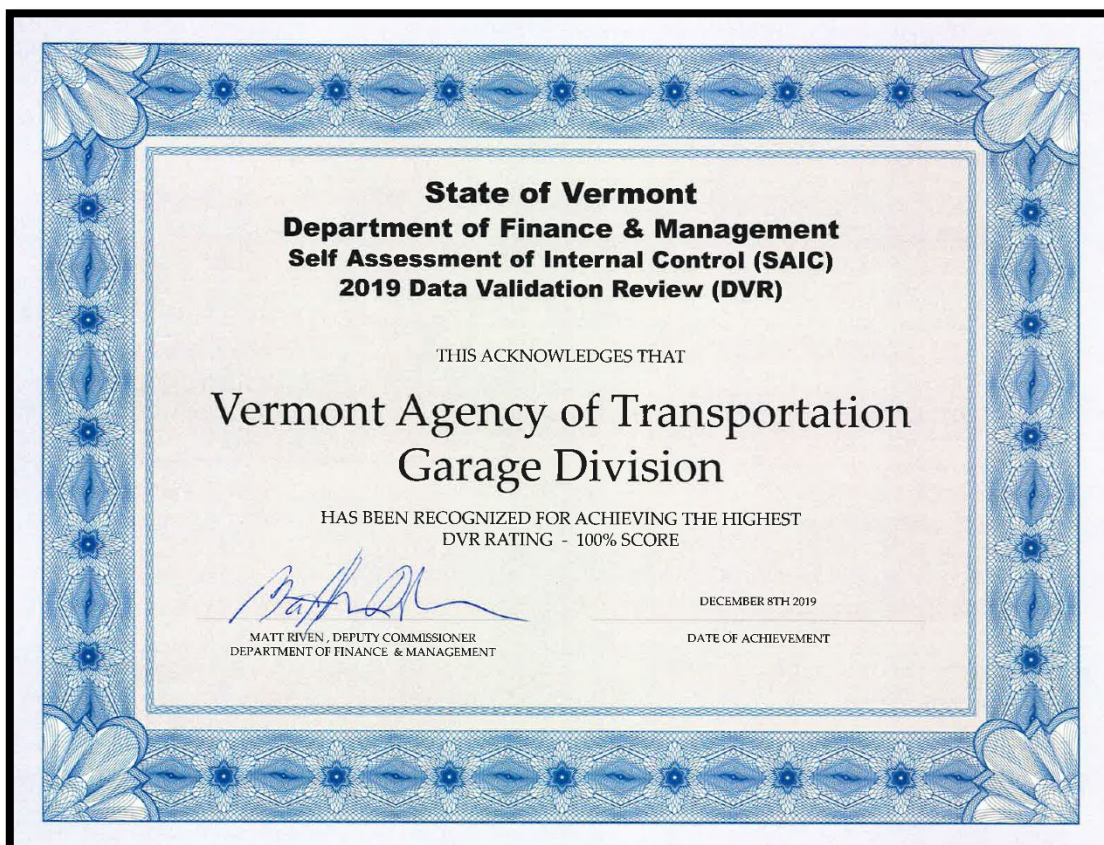 State of Vermont
Department of Finance & Management
Self Assessment of Internal Control (SAIC)
2019 Data Validation Review (DVR)
THIS ACKNOWLEDGES THAT
Vermont Agency of Transportation
Garage Division
HAS BEEN RECOGNIZED FOR ACHIEVING THE HIGHEST
DVR RATING - 100% SCORE
MATT RIVEN , DEPUTY COMMISSIONER
DEPARTMENT OF FINANCE & MANAGEMENT
DECEMBER 8TH 2019
DATE OF ACHIEVEMENT